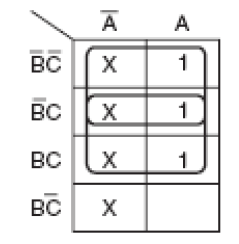 A̅ A
B̅C̅ X 1
B̅C X 1
BC X 1
BC̅ X